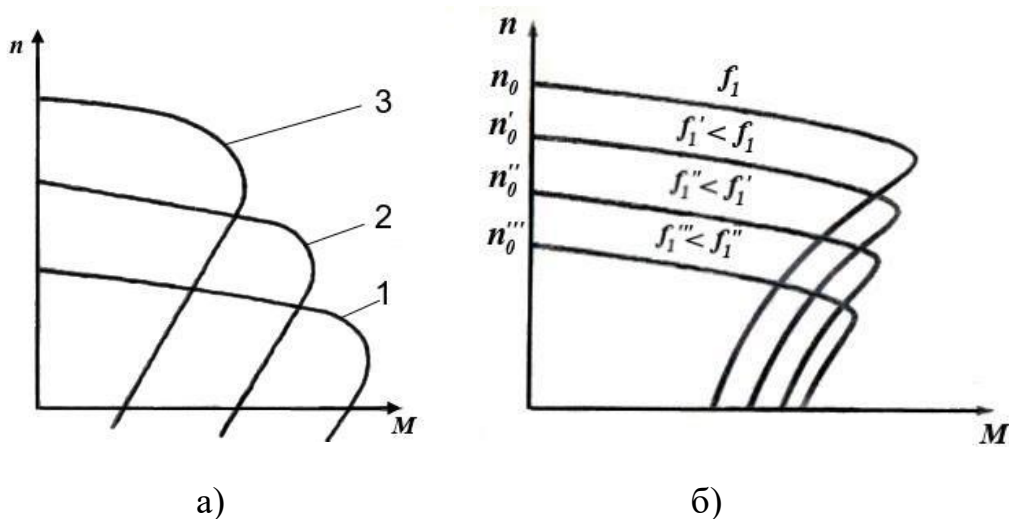 n
3
2
1
M
а)
n
n₀
n₀'
n₀''
n₀'''
f₁
f₁' < f₁
f₁'' < f₁'
f₁''' < f₁''
M
б)